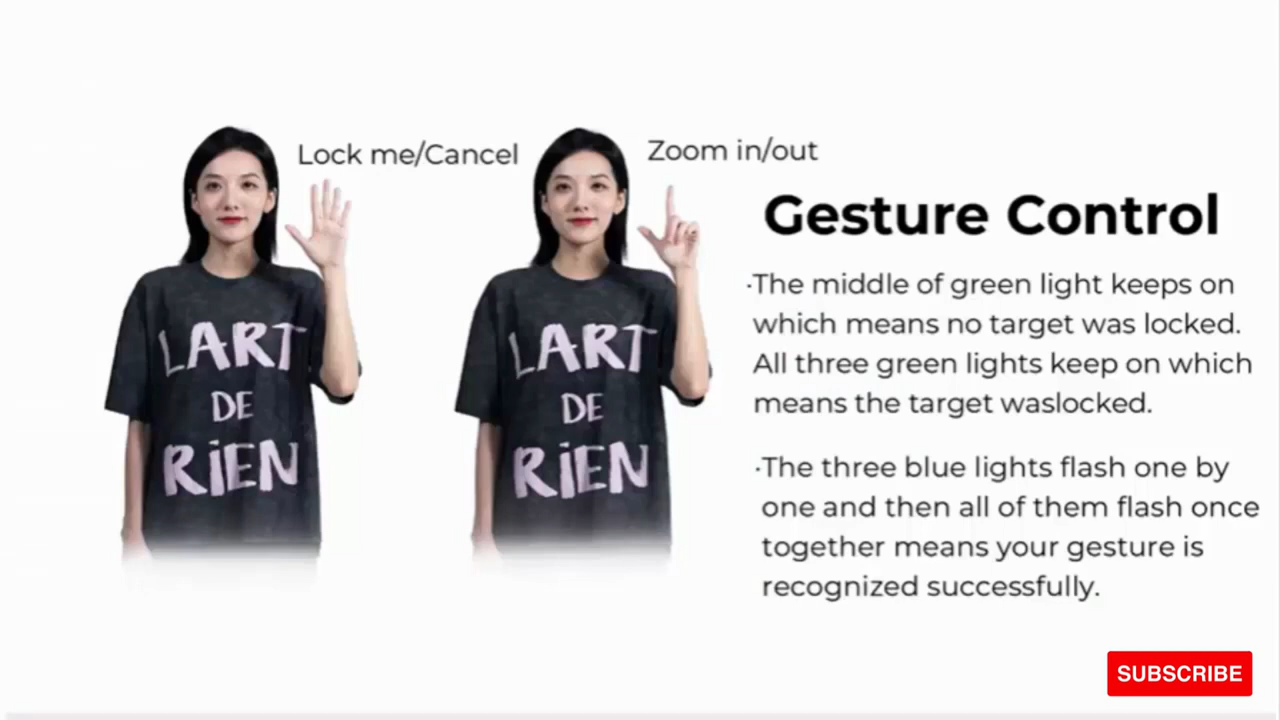 Lock me/Cancel
Zoom in/out
LART
DE
RiEN
LART
DE
RiEN
Gesture Control
·The middle of green light keeps on
which means no target was locked.
All three green lights keep on which
means the target waslocked.
·The three blue lights flash one by
one and then all of them flash once
together means your gesture is
recognized successfully.
SUBSCRIBE